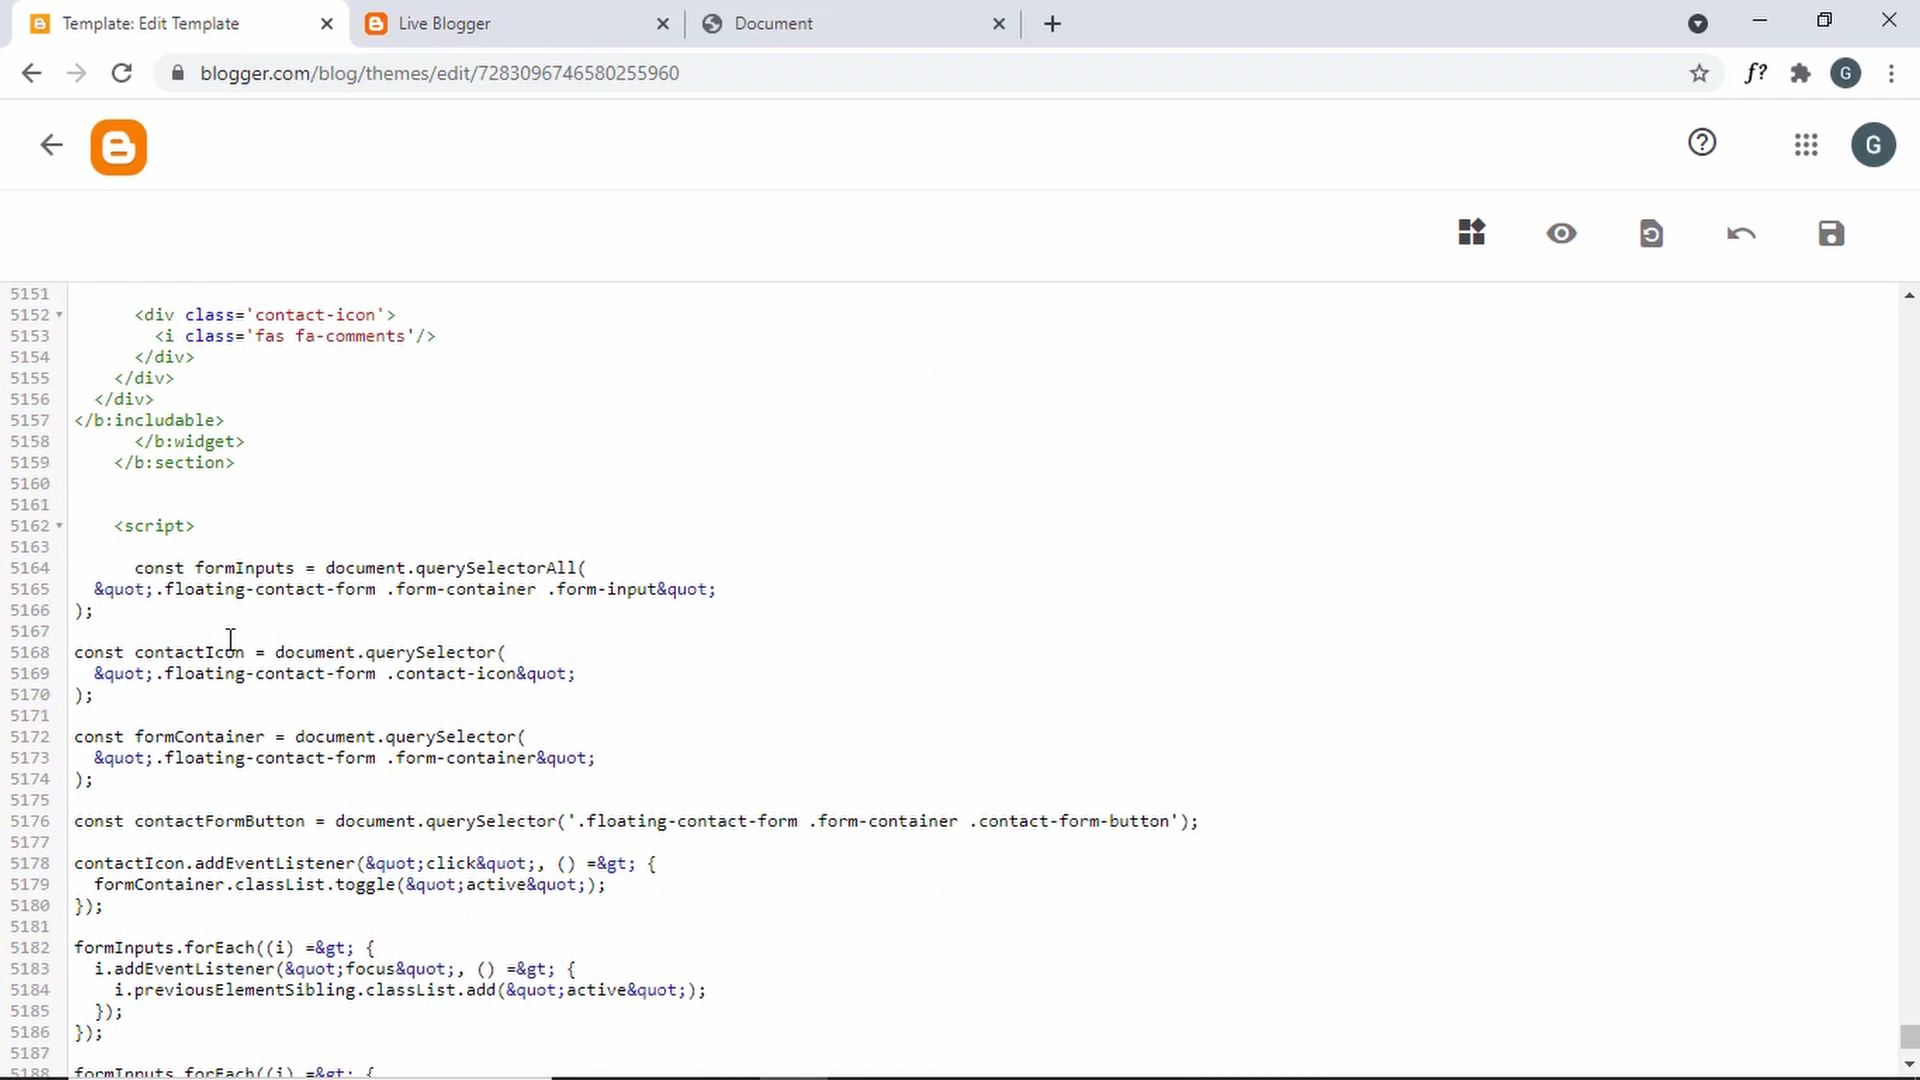 Template: Edit Template
Live Blogger
Document
blogger.com/blog/themes/edit/7283096746580255960
f?
G
G
5151
5152 <div class='contact-icon'>
5153 <i class='fas fa-comments'/>
5154 </div>
5155 </div>
5156 </div>
5157 </b:includable>
5158 </b:widget>
5159 </b:section>
5160
5161
5162 <script>
5163
5164 const formInputs = document.querySelectorAll(
5165 &quot;.floating-contact-form .form-container .form-input&quot;
5166 );
5167
5168 const contactIcon = document.querySelector(
5169 &quot;.floating-contact-form .contact-icon&quot;
5170 );
5171
5172 const formContainer = document.querySelector(
5173 &quot;.floating-contact-form .form-container&quot;
5174 );
5175
5176 const contactFormButton = document.querySelector('.floating-contact-form .form-container .contact-form-button');
5177
5178 contactIcon.addEventListener(&quot;click&quot;, () =&gt; {
5179 formContainer.classList.toggle(&quot;active&quot;);
5180 });
5181
5182 formInputs.forEach((i) =&gt; {
5183 i.addEventListener(&quot;focus&quot;, () =&gt; {
5184 i.previousElementSibling.classList.add(&quot;active&quot;);
5185 });
5186 });
5187
5188 formInputs.forEach((i) =&gt; {